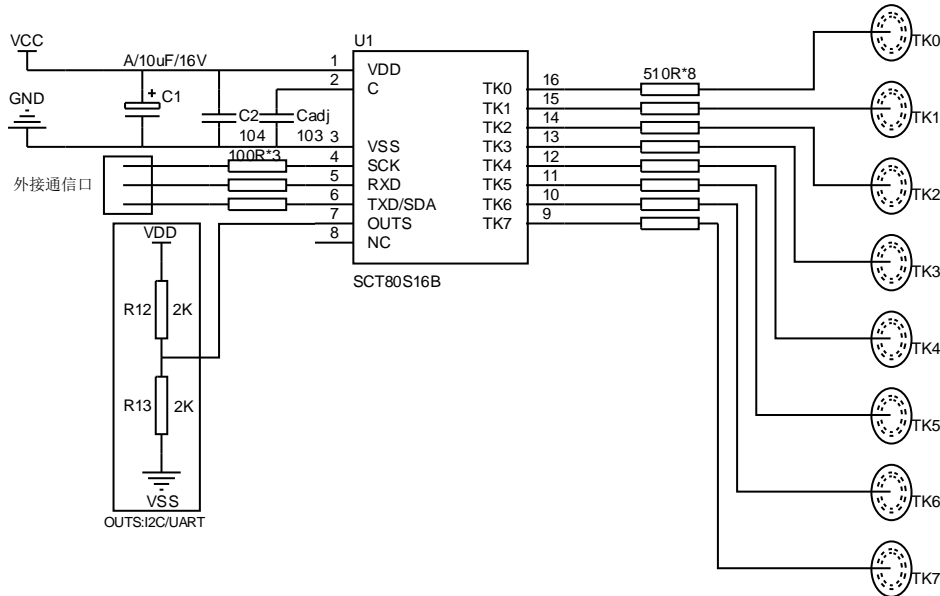 TK0
U1
VCC
A/10uF/16V
1
VDD
16
510R*8
2
C
TK0
15
GND
+ C1
TK1
14
TK1
C2
Cadj
TK2
13
104
103
3
VSS
TK3
12
100R*3
4
SCK
TK4
11
外接通信口
5
RXD
TK5
10
TK2
6
TXD/SDA
TK6
9
7
OUTS
TK7
VDD
8
NC
TK3
SCT80S16B
R12
2K
TK4
R13
2K
TK5
VSS
TK6
OUTS:I2C/UART
TK7